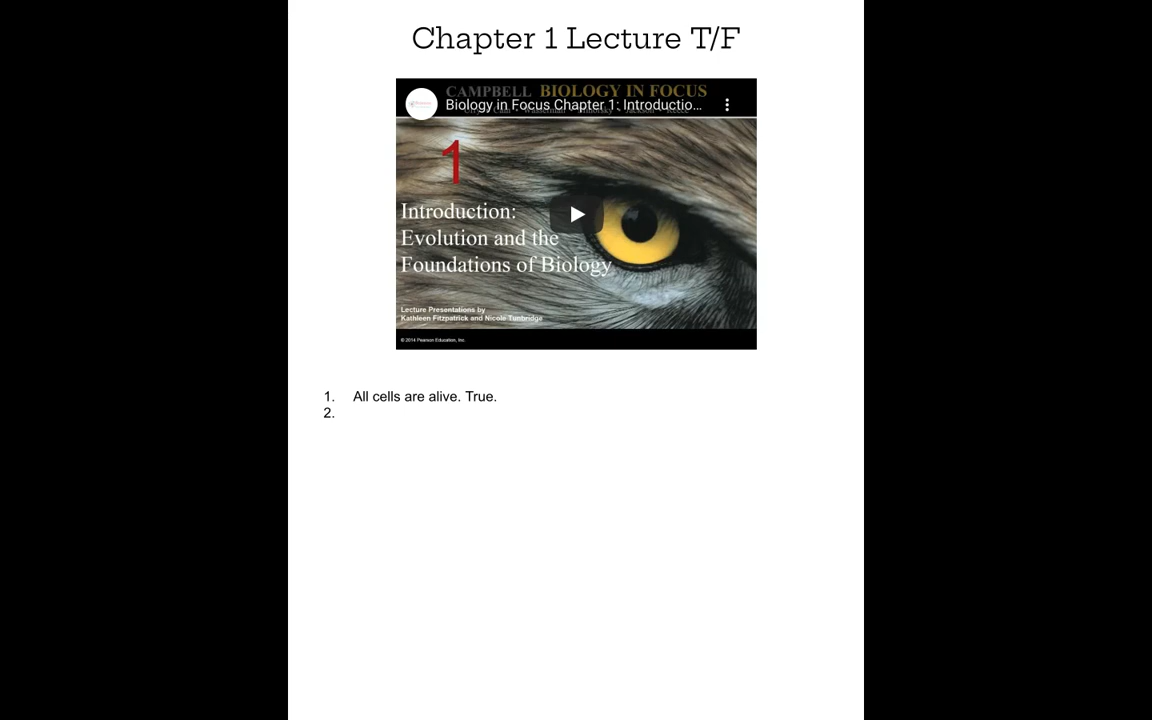 Chapter 1 Lecture T/F
CAMPBELL BIOLOGY IN FOCUS
Biology in Focus Chapter 1: Introductio...
1
Introduction:
Evolution and the
Foundations of Biology
Lecture Presentations by
Kathleen Fitzpatrick and Nicole Tunbridge
© 2014 Pearson Education, Inc.
1. All cells are alive. True.
2.